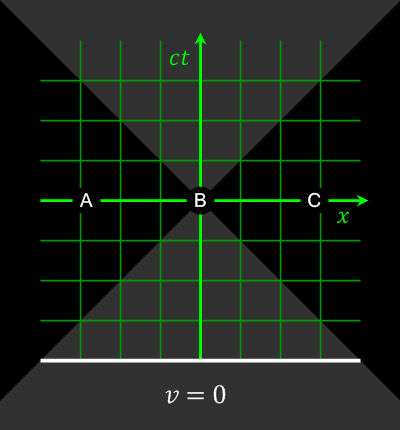 ct
A B C
x
v = 0